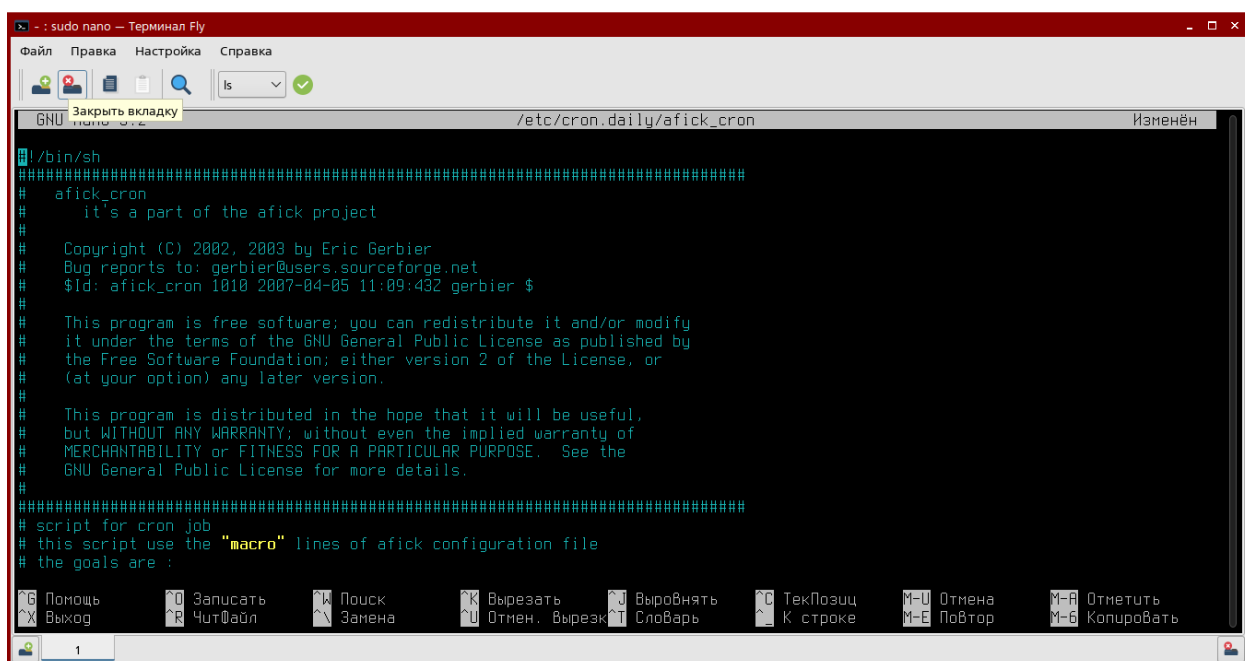 - : sudo nano — Терминал Fly
Файл Правка Настройка Справка
ls
Закрыть вкладку
GNU nano 3.2 /etc/cron.daily/afick_cron Изменён
#!/bin/sh
###############################################################################
# afick_cron
# it's a part of the afick project
#
# Copyright (C) 2002, 2003 by Eric Gerbier
# Bug reports to: gerbier@users.sourceforge.net
# $Id: afick_cron 1010 2007-04-05 11:09:43Z gerbier $
#
# This program is free software; you can redistribute it and/or modify
# it under the terms of the GNU General Public License as published by
# the Free Software Foundation; either version 2 of the License, or
# (at your option) any later version.
#
# This program is distributed in the hope that it will be useful,
# but WITHOUT ANY WARRANTY; without even the implied warranty of
# MERCHANTABILITY or FITNESS FOR A PARTICULAR PURPOSE. See the
# GNU General Public License for more details.
#
###############################################################################
# script for cron job
# this script use the "macro" lines of afick configuration file
# the goals are :
^G Помощь ^O Записать ^W Поиск ^K Вырезать ^J Выровнять ^C ТекПозиц M-U Отмена M-A Отметить
^X Выход ^R ЧитФайл ^\ Замена ^U Отмен. Вырезк ^T Словарь ^_ К строке M-E Повтор M-6 Копировать
1